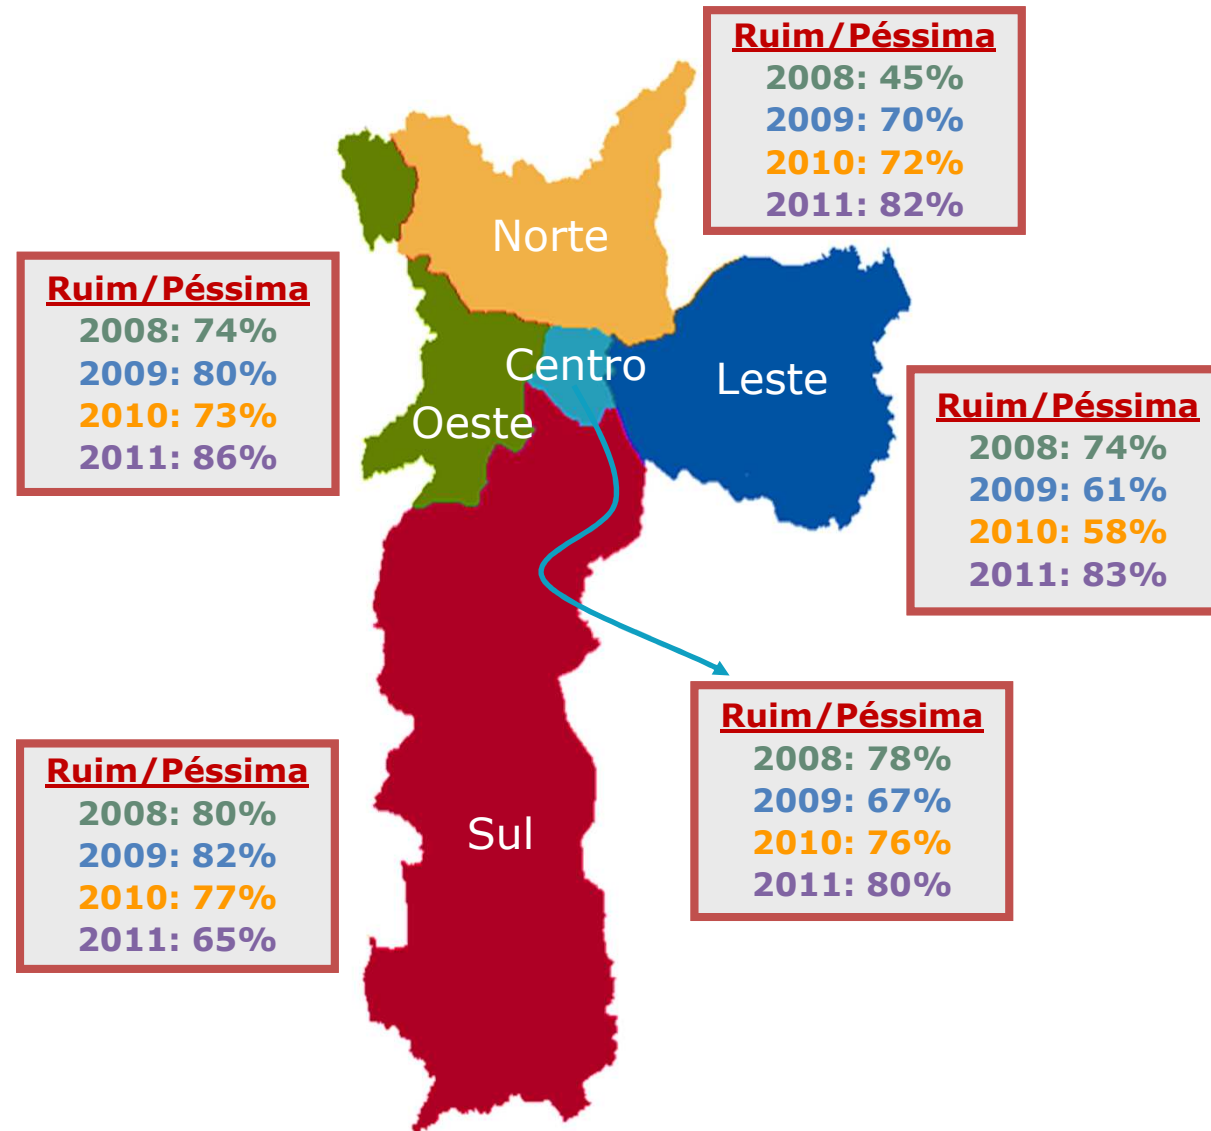 Ruim/Péssima
2008: 45%
2009: 70%
2010: 72%
2011: 82%
Norte
Ruim/Péssima
2008: 74%
2009: 80%
2010: 73%
2011: 86%
Centro
Leste
Oeste
Ruim/Péssima
2008: 74%
2009: 61%
2010: 58%
2011: 83%
Ruim/Péssima
2008: 78%
2009: 67%
2010: 76%
2011: 80%
Ruim/Péssima
2008: 80%
2009: 82%
2010: 77%
2011: 65%
Sul